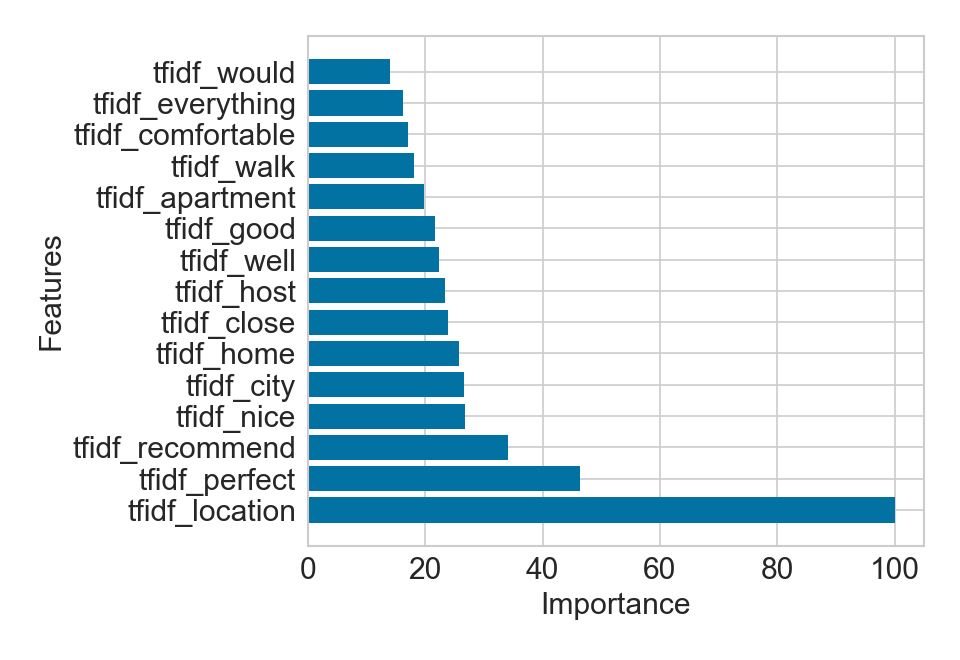 tfidf_would
tfidf_everything
tfidf_comfortable
tfidf_walk
tfidf_apartment
tfidf_good
tfidf_well
tfidf_host
tfidf_close
tfidf_home
tfidf_city
tfidf_nice
tfidf_recommend
tfidf_perfect
tfidf_location
Features
0 20 40 60 80 100
Importance